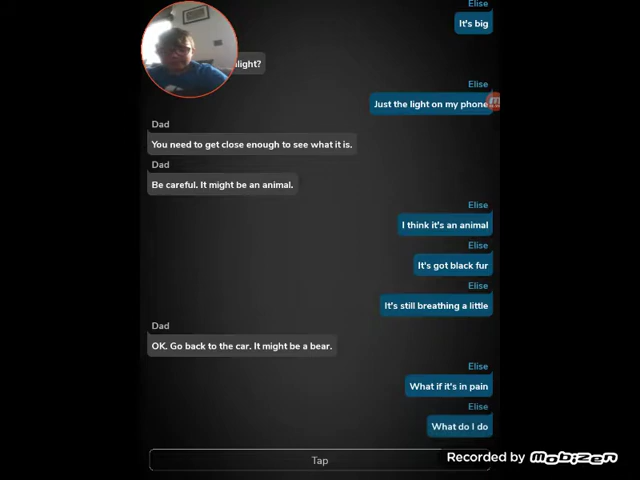 Elise
It's big
light?
Elise
Just the light on my phone
Dad
You need to get close enough to see what it is.
Dad
Be careful. It might be an animal.
Elise
I think it's an animal
Elise
It's got black fur
Elise
It's still breathing a little
Dad
OK. Go back to the car. It might be a bear.
Elise
What if it's in pain
Elise
What do I do
Tap
Recorded by Mobizen